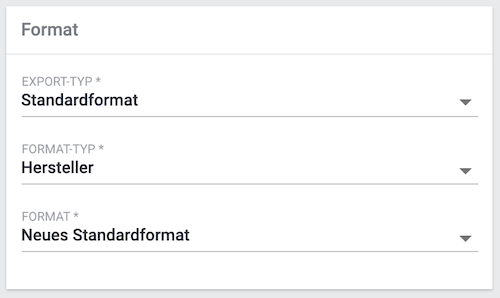 Format
EXPORT-TYP *
Standardformat
FORMAT-TYP *
Hersteller
FORMAT *
Neues Standardformat